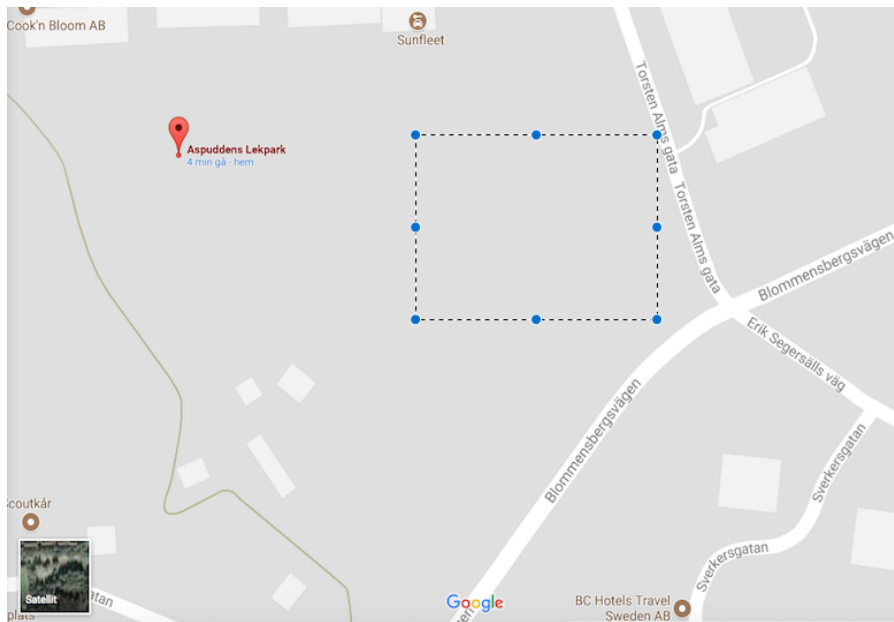 Cook'n Bloom AB
Sunfleet
Torsten Alms gata
Torsten Alms gata
Aspuddens Lekpark
4 min gå - hem
Blommensbergsvägen
Erik Segersälls väg
Blommensbergsvägen
Sverkersgatan
Sverkersgatan
Scoutkår
Satellit
Google
BC Hotels Travel
Sweden AB